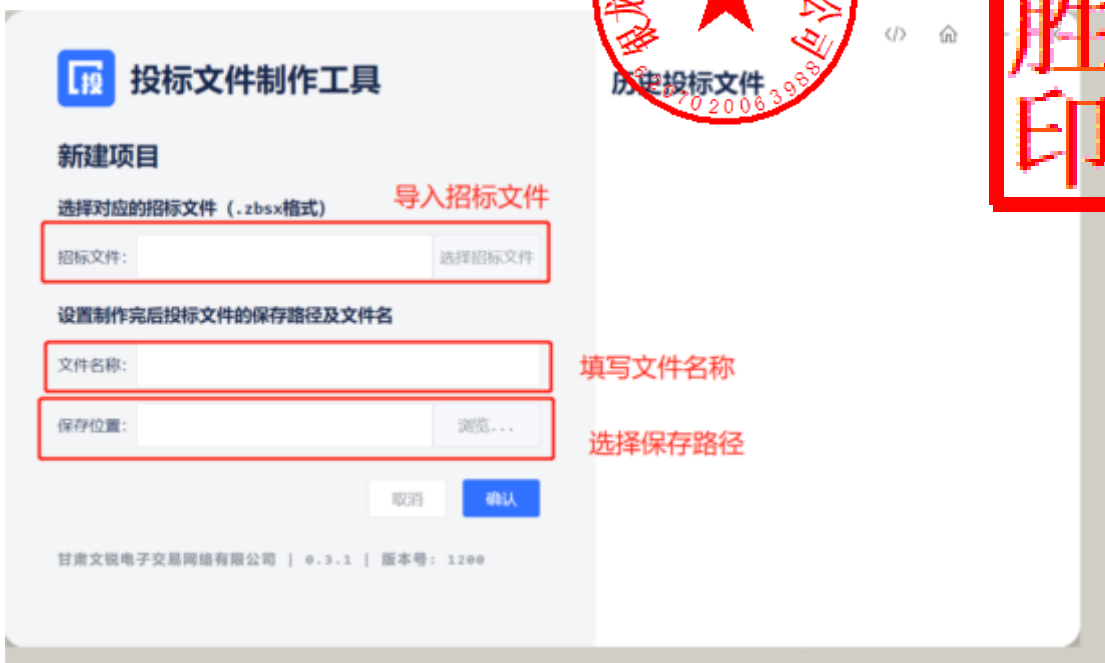 投标文件制作工具
新建项目
选择对应的招标文件（.zbsx格式）
导入招标文件
招标文件：
选择招标文件
设置制作完后投标文件的保存路径及文件名
文件名称：
填写文件名称
保存位置：
浏览...
选择保存路径
取消
确认
甘肃文锐电子交易网络有限公司 | 0.3.1 | 版本号: 1200
</>
历史投标文件
公司
胜
印